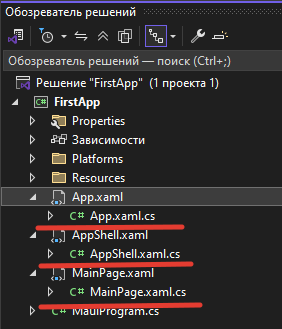 Обозреватель решений
Обозреватель решений — поиск (Ctrl+;)
Решение "FirstApp" (1 проекта 1)
C# FirstApp
Properties
Зависимости
Platforms
Resources
App.xaml
C# App.xaml.cs
AppShell.xaml
C# AppShell.xaml.cs
MainPage.xaml
C# MainPage.xaml.cs
C# MauiProgram.cs